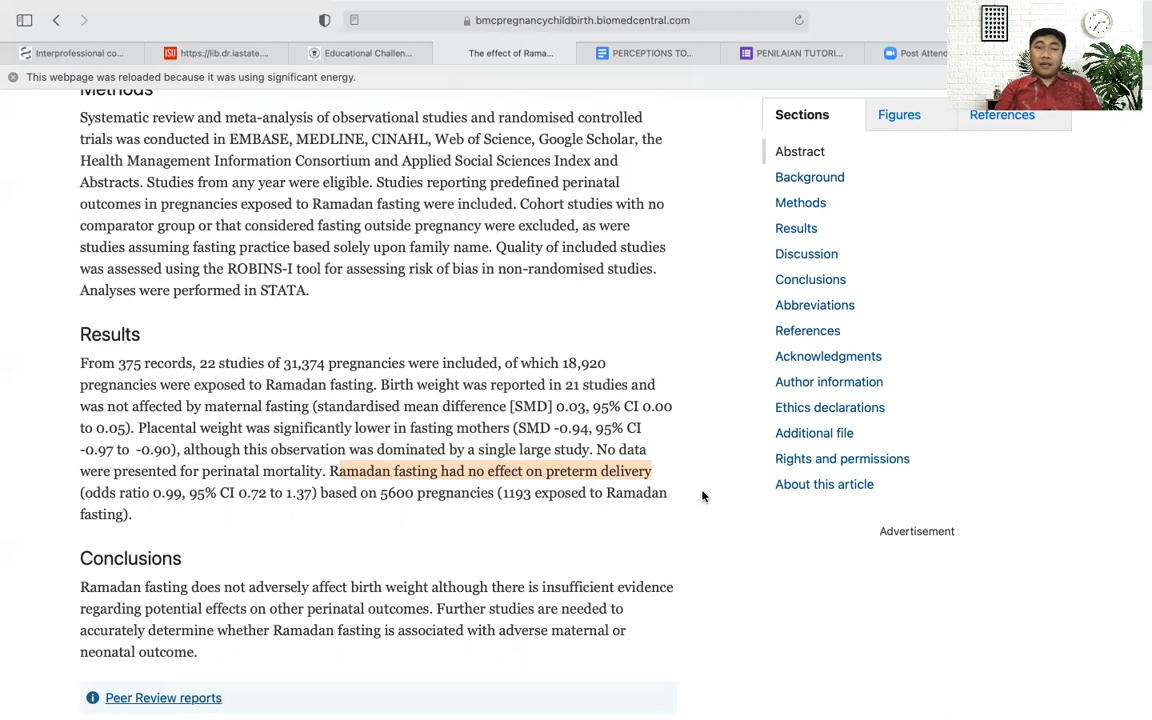 bmcpregnancychildbirth.biomedcentral.com
Interprofessional co...
ISU
https://lib.dr.iastate....
Educational Challen...
The effect of Rama...
PERCEPTIONS TO...
PENILAIAN TUTORI...
Post Attend
This webpage was reloaded because it was using significant energy.
Methods
Systematic review and meta-analysis of observational studies and randomised controlled
trials was conducted in EMBASE, MEDLINE, CINAHL, Web of Science, Google Scholar, the
Health Management Information Consortium and Applied Social Sciences Index and
Abstracts. Studies from any year were eligible. Studies reporting predefined perinatal
outcomes in pregnancies exposed to Ramadan fasting were included. Cohort studies with no
comparator group or that considered fasting outside pregnancy were excluded, as were
studies assuming fasting practice based solely upon family name. Quality of included studies
was assessed using the ROBINS-I tool for assessing risk of bias in non-randomised studies.
Analyses were performed in STATA.
Results
From 375 records, 22 studies of 31,374 pregnancies were included, of which 18,920
pregnancies were exposed to Ramadan fasting. Birth weight was reported in 21 studies and
was not affected by maternal fasting (standardised mean difference [SMD] 0.03, 95% CI 0.00
to 0.05). Placental weight was significantly lower in fasting mothers (SMD -0.94, 95% CI
-0.97 to -0.90), although this observation was dominated by a single large study. No data
were presented for perinatal mortality. Ramadan fasting had no effect on preterm delivery
(odds ratio 0.99, 95% CI 0.72 to 1.37) based on 5600 pregnancies (1193 exposed to Ramadan
fasting).
Conclusions
Ramadan fasting does not adversely affect birth weight although there is insufficient evidence
regarding potential effects on other perinatal outcomes. Further studies are needed to
accurately determine whether Ramadan fasting is associated with adverse maternal or
neonatal outcome.
Peer Review reports
Sections
Figures
References
Abstract
Background
Methods
Results
Discussion
Conclusions
Abbreviations
References
Acknowledgments
Author information
Ethics declarations
Additional file
Rights and permissions
About this article
Advertisement